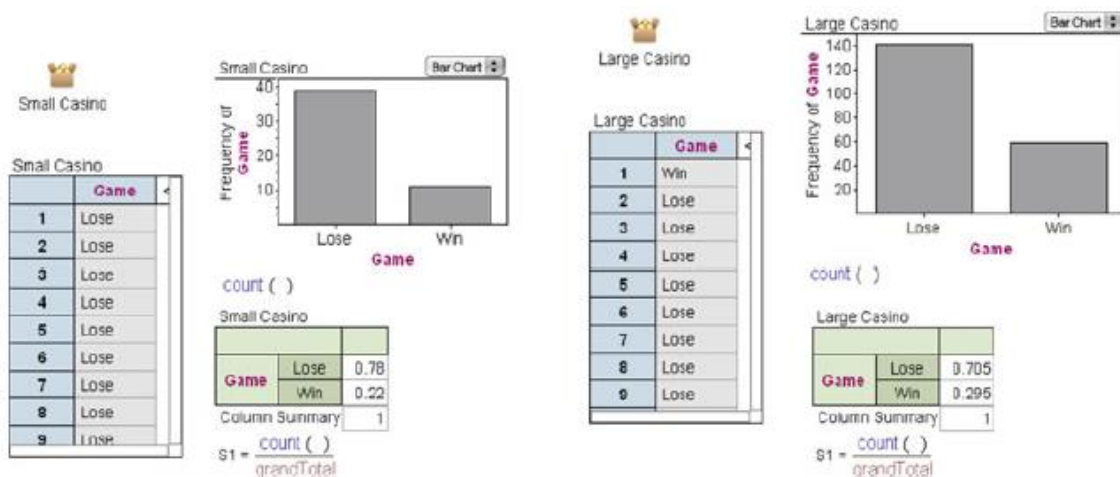 Small Casino
Small Casino
Game
1 Lose
2 Lose
3 Lose
4 Lose
5 Lose
6 Lose
7 Lose
8 Lose
9 Lose
Small Casino
Bar Chart
Frequency of Game
40
30
20
10
Lose Win
Game
count ( )
Small Casino
Game
Lose 0.78
Win 0.22
Column Summary 1
S1 = count ( )
grandTotal
Large Casino
Large Casino
Game
1 Win
2 Lose
3 Lose
4 Lose
5 Lose
6 Lose
7 Lose
8 Lose
9 Lose
Large Casino
Bar Chart
Frequency of Game
140
120
100
80
60
40
20
Lose Win
Game
count ( )
Large Casino
Game
Lose 0.705
Win 0.295
Column Summary 1
S1 = count ( )
grandTotal